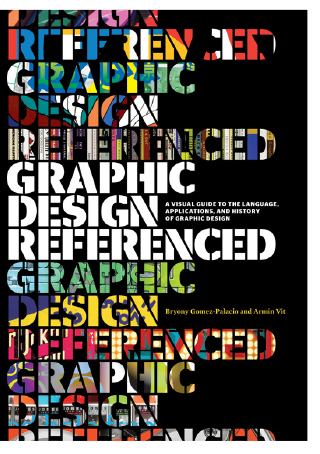 DESIGN
REFERENCED
GRAPHIC
DESIGN
REFERENCED
GRAPHIC
DESIGN
REFERENCED
A VISUAL GUIDE TO THE LANGUAGE,
APPLICATIONS, AND HISTORY
OF GRAPHIC DESIGN
GRAPHIC
DESIGN
Bryony Gomez-Palacio and Armin Vit
REFERENCED
GRAPHIC
DESIGN
REFERENCED